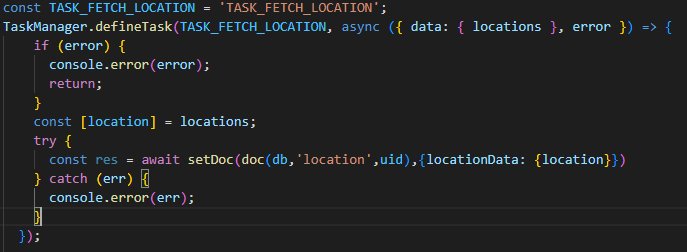 const TASK_FETCH_LOCATION = 'TASK_FETCH_LOCATION';
TaskManager.defineTask(TASK_FETCH_LOCATION, async ({ data: { locations }, error }) => {
if (error) {
console.error(error);
return;
}
const [location] = locations;
try {
const res = await setDoc(doc(db,'location',uid),{locationData: {location}})
} catch (err) {
console.error(err);
}
});